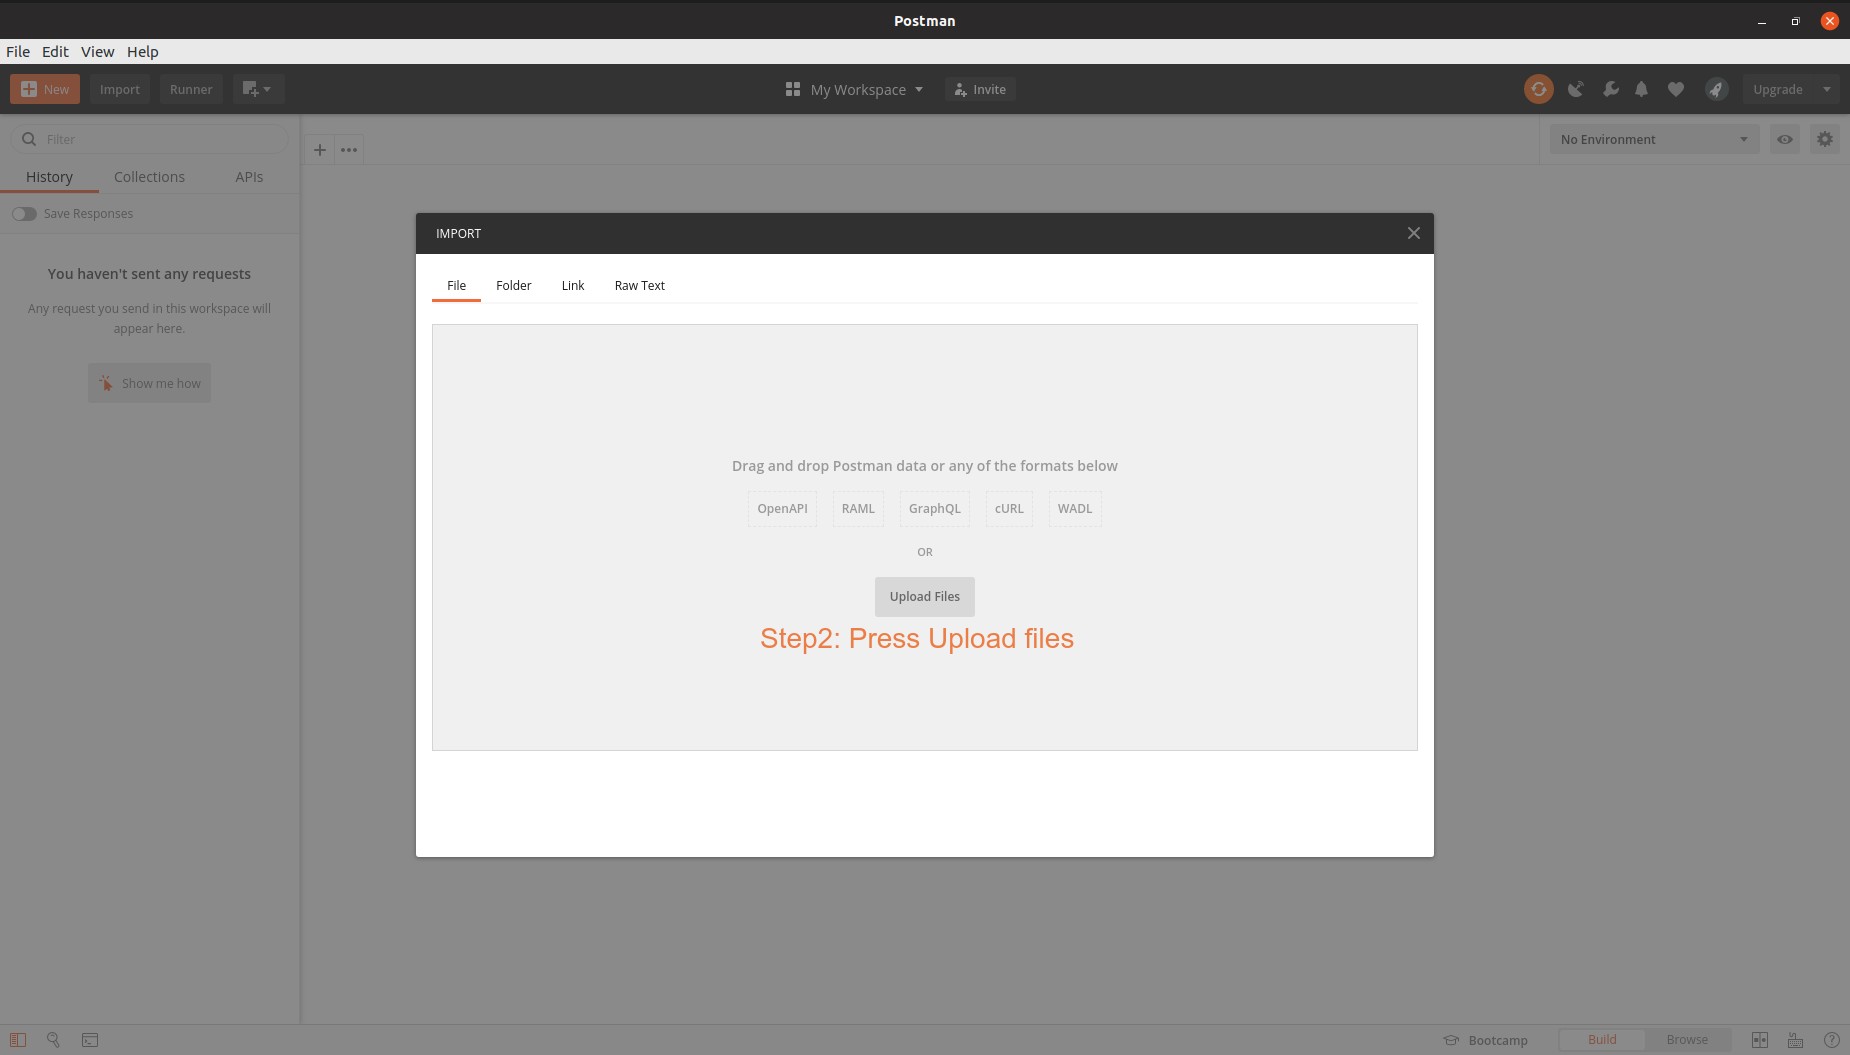 Postman
File Edit View Help
New Import Runner My Workspace Invite Upgrade
Filter
No Environment
History Collections APIs
Save Responses
You haven't sent any requests
Any request you send in this workspace will
appear here.
Show me how
IMPORT
File Folder Link Raw Text
Drag and drop Postman data or any of the formats below
OpenAPI RAML GraphQL cURL WADL
OR
Upload Files
Step2: Press Upload files
Bootcamp Build Browse